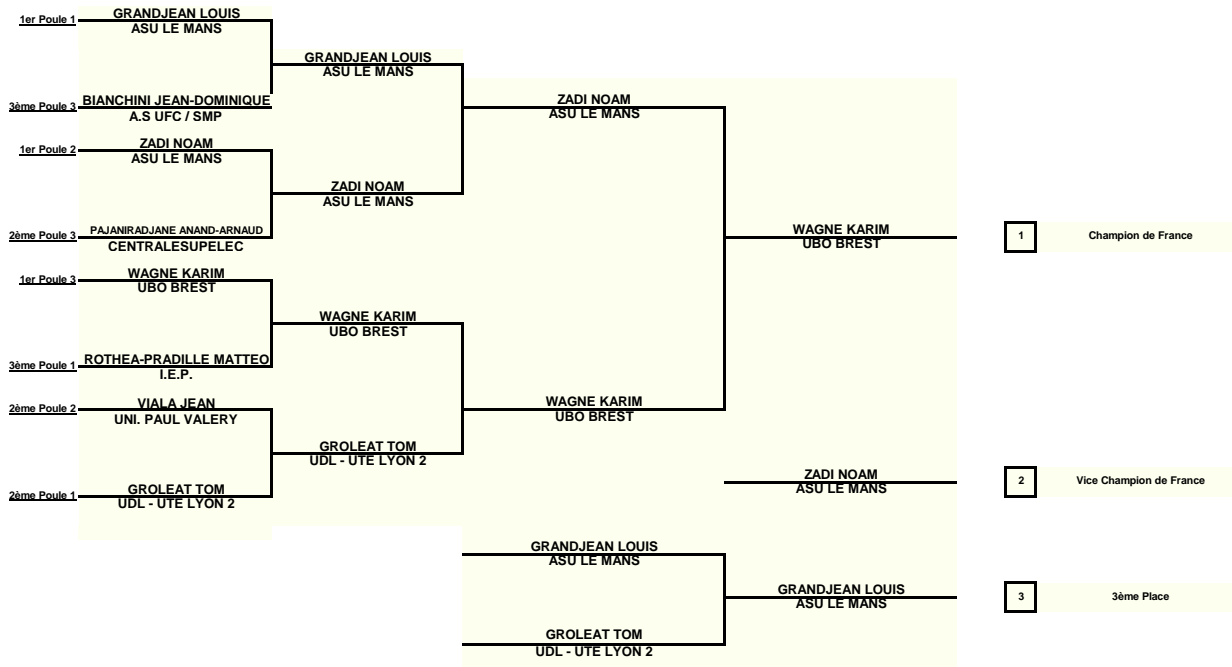 1er Poule 1
GRANDJEAN LOUIS
ASU LE MANS
GRANDJEAN LOUIS
ASU LE MANS
3ème Poule 3
BIANCHINI JEAN-DOMINIQUE
A.S UFC / SMP
ZADI NOAM
ASU LE MANS
1er Poule 2
ZADI NOAM
ASU LE MANS
ZADI NOAM
ASU LE MANS
2ème Poule 3
PAJANIRADJANE ANAND-ARNAUD
CENTRALESUPELEC
WAGNE KARIM
UBO BREST
1
Champion de France
1er Poule 3
WAGNE KARIM
UBO BREST
WAGNE KARIM
UBO BREST
3ème Poule 1
ROTHEA-PRADILLE MATTEO
I.E.P.
2ème Poule 2
VIALA JEAN
UNI. PAUL VALERY
WAGNE KARIM
UBO BREST
GROLEAT TOM
UDL - UTE LYON 2
2ème Poule 1
GROLEAT TOM
UDL - UTE LYON 2
ZADI NOAM
ASU LE MANS
2
Vice Champion de France
GRANDJEAN LOUIS
ASU LE MANS
GRANDJEAN LOUIS
ASU LE MANS
3
3ème Place
GROLEAT TOM
UDL - UTE LYON 2